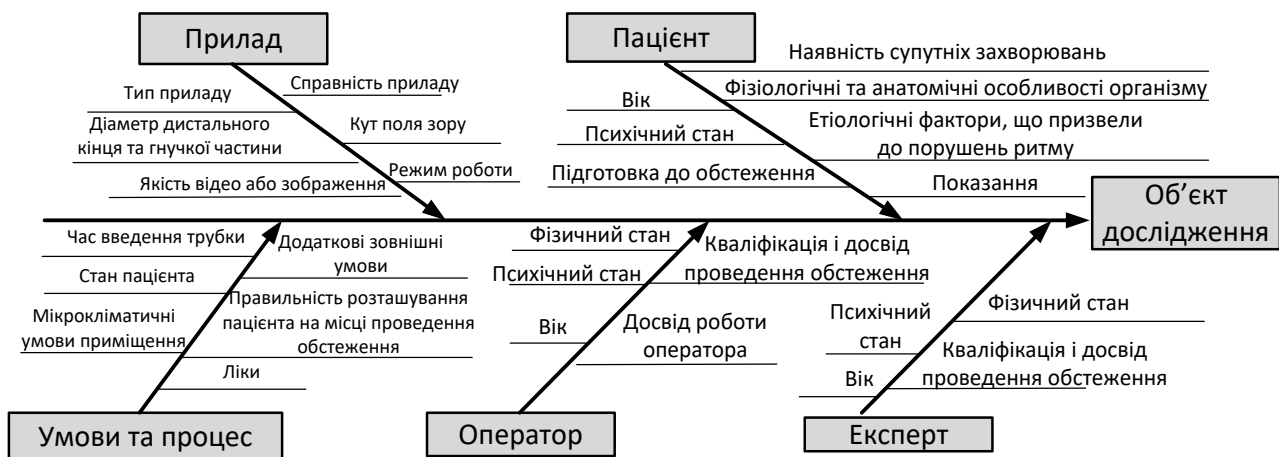 Прилад
Справність приладу
Тип приладу
Діаметр дистального
кінця та гнучкої частини
Кут поля зору
Якість відео або зображення
Режим роботи
Пацієнт
Наявність супутніх захворювань
Фізіологічні та анатомічні особливості організму
Вік
Психічний стан
Етіологічні фактори, що призвели
до порушень ритму
Підготовка до обстеження
Показання
Об’єкт
дослідження
Час введення трубки
Додаткові зовнішні
умови
Стан пацієнта
Правильність розташування
пацієнта на місці проведення
обстеження
Мікрокліматичні
умови приміщення
Ліки
Умови та процес
Фізичний стан
Кваліфікація і досвід
проведення обстеження
Психічний стан
Вік
Досвід роботи
оператора
Оператор
Фізичний стан
Психічний
стан
Кваліфікація і досвід
проведення обстеження
Вік
Експерт